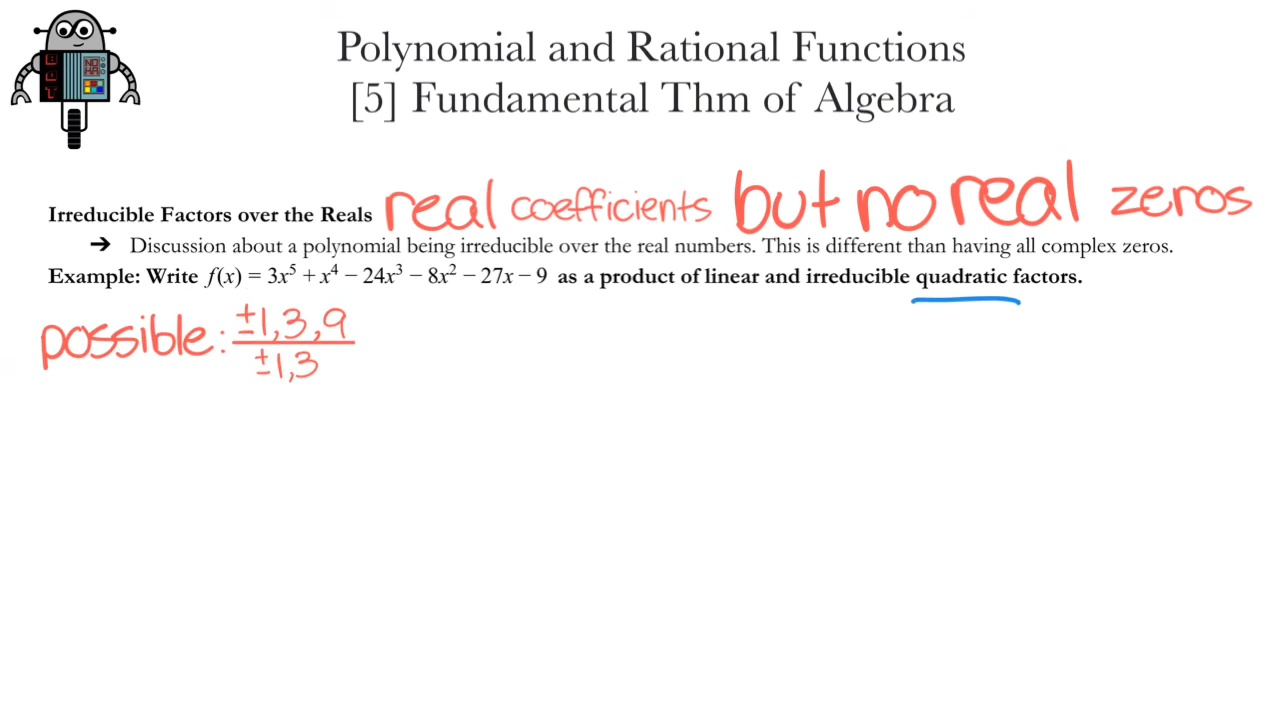 Polynomial and Rational Functions
[5] Fundamental Thm of Algebra
BOT
NO
HA
Irreducible Factors over the Reals real coefficients but no real zeros
➔ Discussion about a polynomial being irreducible over the real numbers. This is different than having all complex zeros.
Example: Write f(x) = 3x⁵ + x⁴ − 24x³ − 8x² − 27x − 9 as a product of linear and irreducible quadratic factors.
possible: ±1, 3, 9
±1, 3